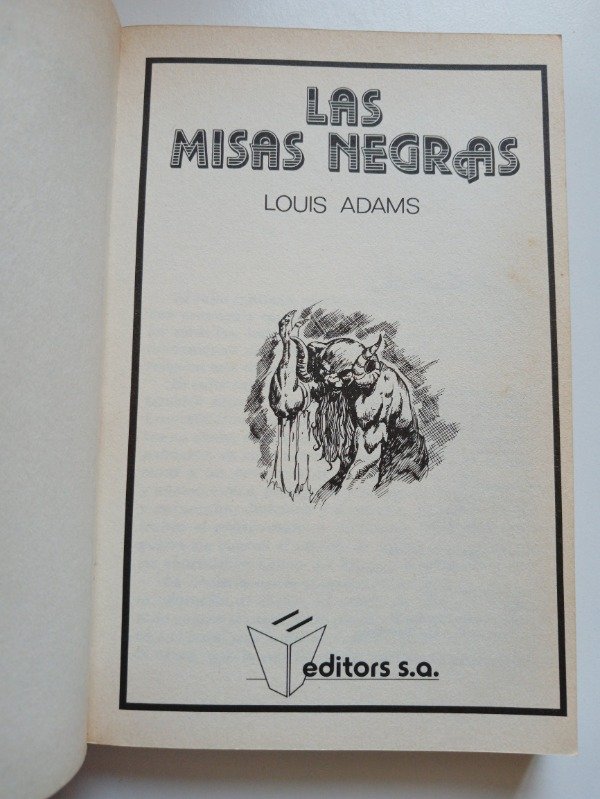 LAS
MISAS NEGRAS
LOUIS ADAMS
editors s.a.